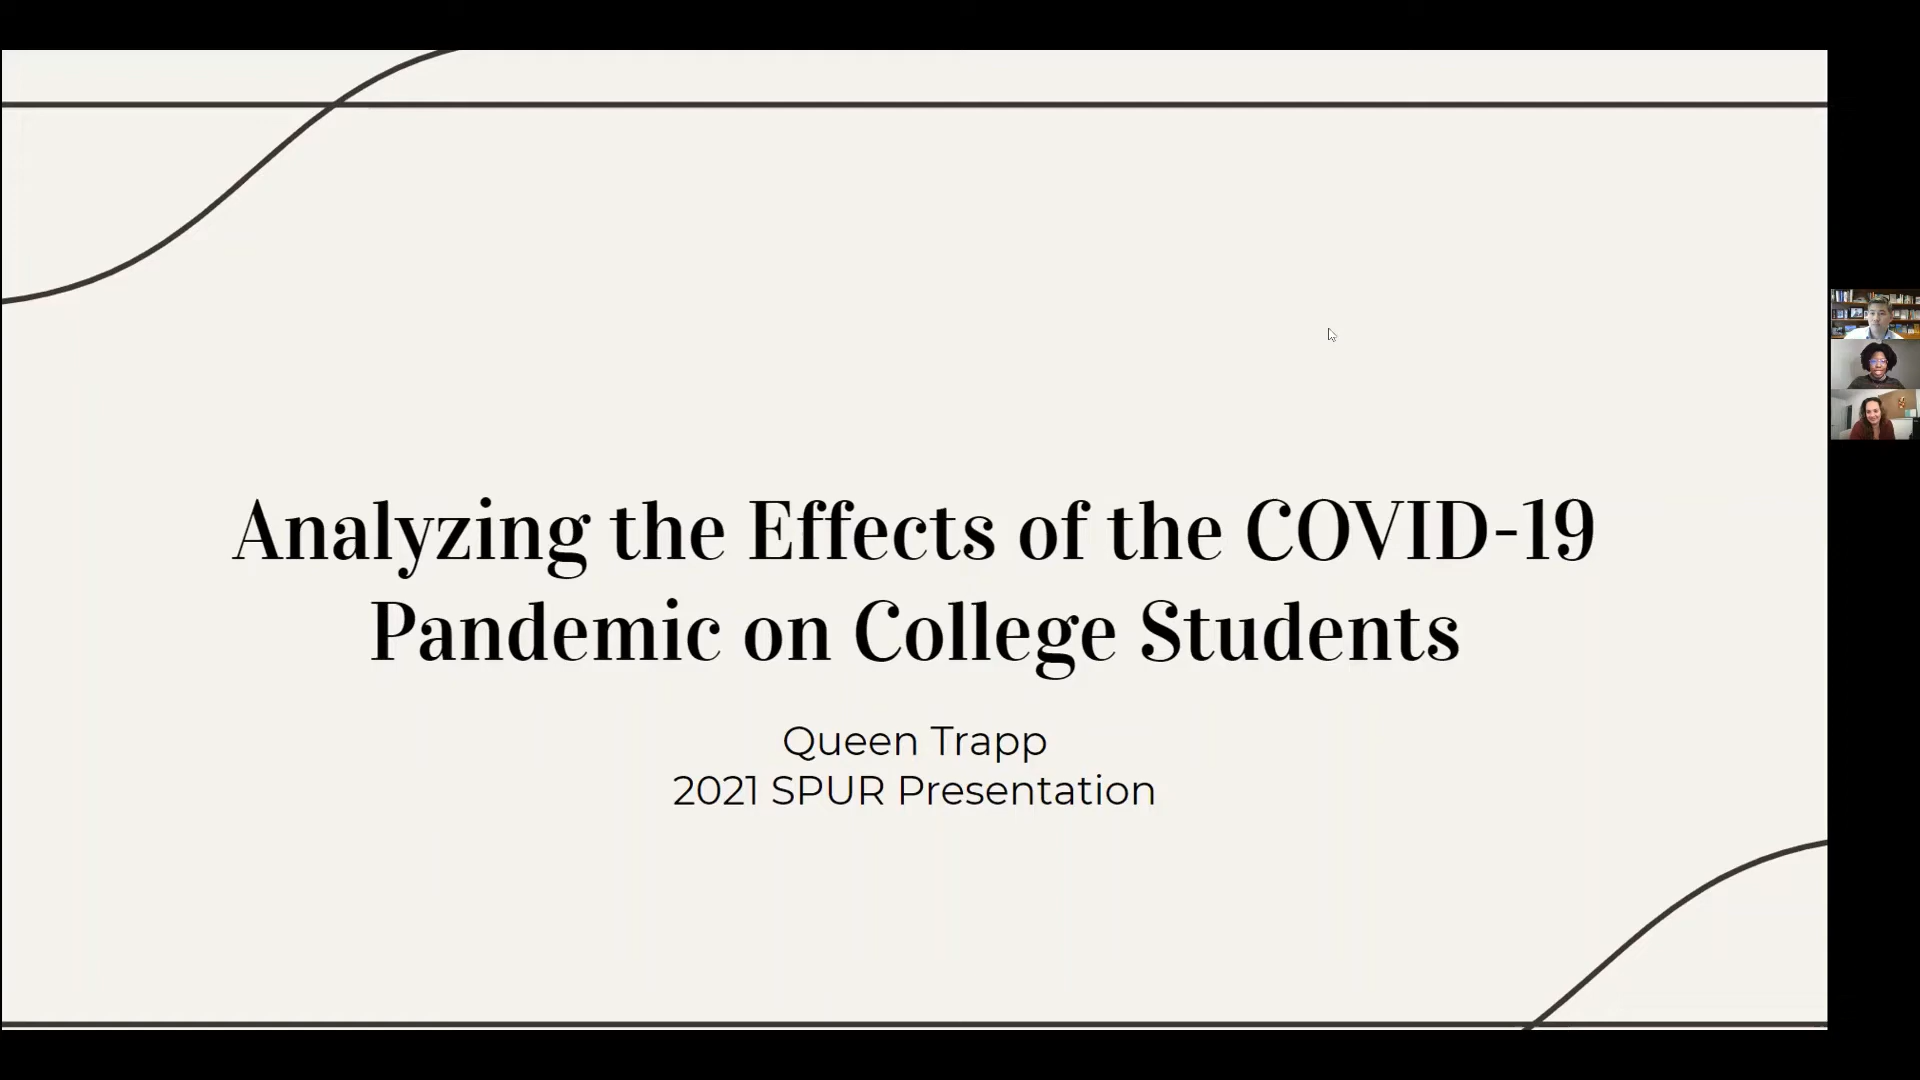 Analyzing the Effects of the COVID-19
Pandemic on College Students
Queen Trapp
2021 SPUR Presentation